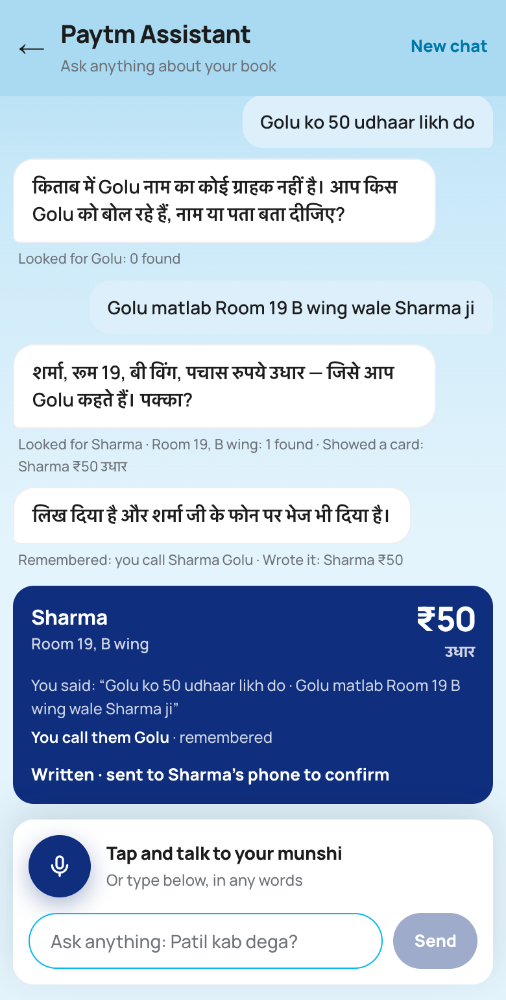 Paytm Assistant
Ask anything about your book
New chat
Golu ko 50 udhaar likh do
किताब में Golu नाम का कोई ग्राहक नहीं है। आप किस
Golu को बोल रहे हैं, नाम या पता बता दीजिए?
Looked for Golu: 0 found
Golu matlab Room 19 B wing wale Sharma ji
शर्मा, रूम 19, बी विंग, पचास रुपये उधार — जिसे आप
Golu कहते हैं। पक्का?
Looked for Sharma · Room 19, B wing: 1 found · Showed a card:
Sharma ₹50 उधार
लिख दिया है और शर्मा जी के फोन पर भेज भी दिया है।
Remembered: you call Sharma Golu · Wrote it: Sharma ₹50
Sharma
₹50
Room 19, B wing
उधार
You said: “Golu ko 50 udhaar likh do · Golu matlab Room 19 B
wing wale Sharma ji”
You call them Golu · remembered
Written · sent to Sharma’s phone to confirm
Tap and talk to your munshi
Or type below, in any words
Ask anything: Patil kab dega?
Send